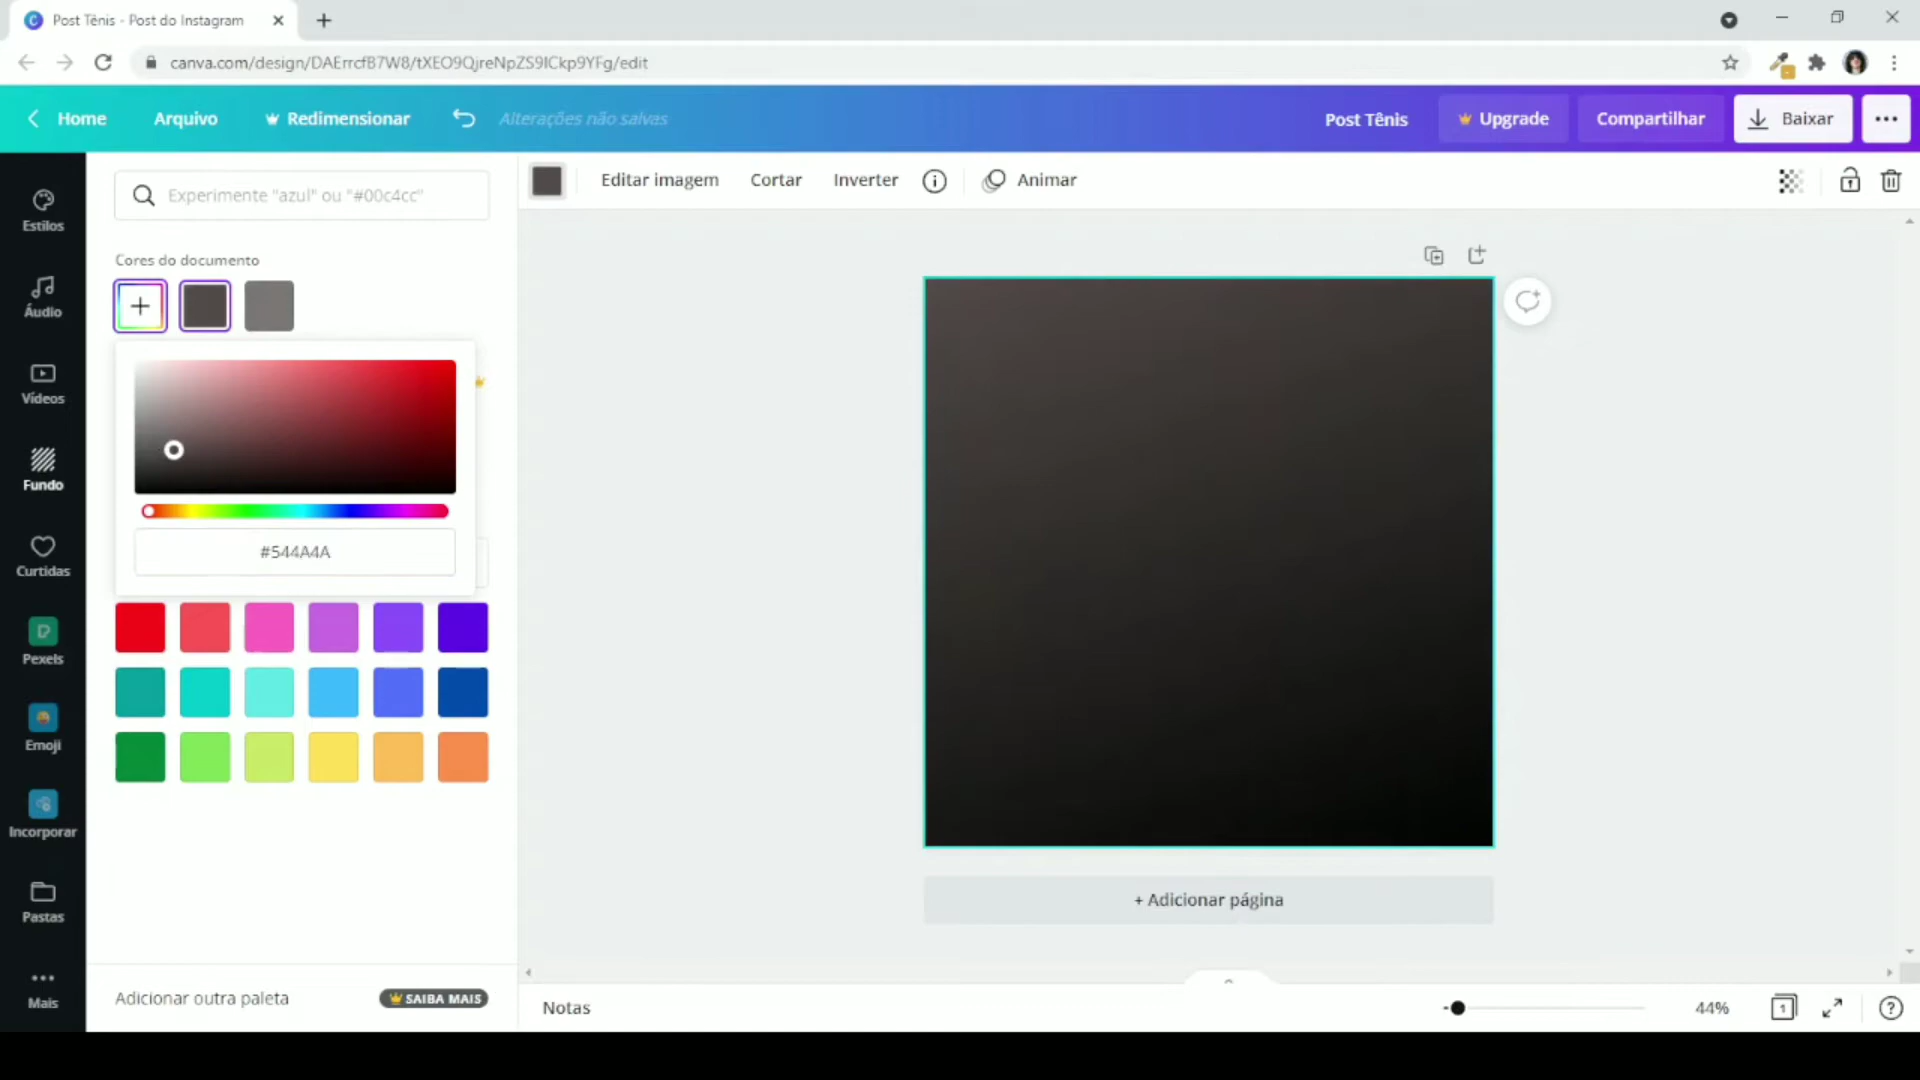 Post Tênis - Post do Instagram
canva.com/design/DAErrcfB7W8/tXEO9QjreNpZS9lCkp9YFg/edit
Home
Arquivo
Redimensionar
Alterações não salvas
Post Tênis
Upgrade
Compartilhar
Baixar
Editar imagem
Cortar
Inverter
Animar
Experimente "azul" ou "#00c4cc"
Cores do documento
#544A4A
Estilos
Áudio
Vídeos
Fundo
Curtidas
Pexels
Emoji
Incorporar
Pastas
Mais
+ Adicionar página
Adicionar outra paleta
SAIBA MAIS
Notas
44%
1